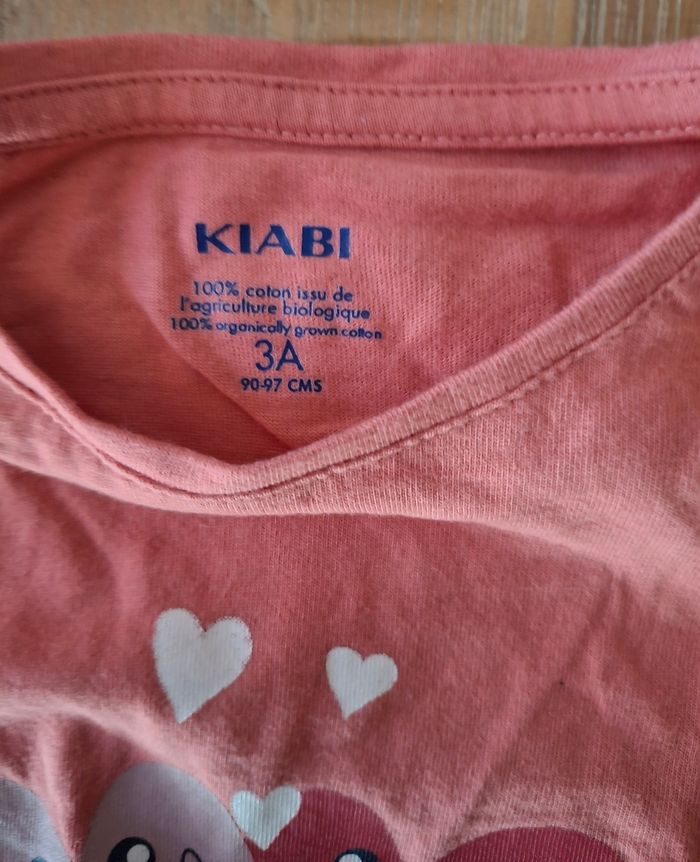 KIABI
100% coton issu de
l'agriculture biologique
100% organically grown cotton
3A
90-97 CMS